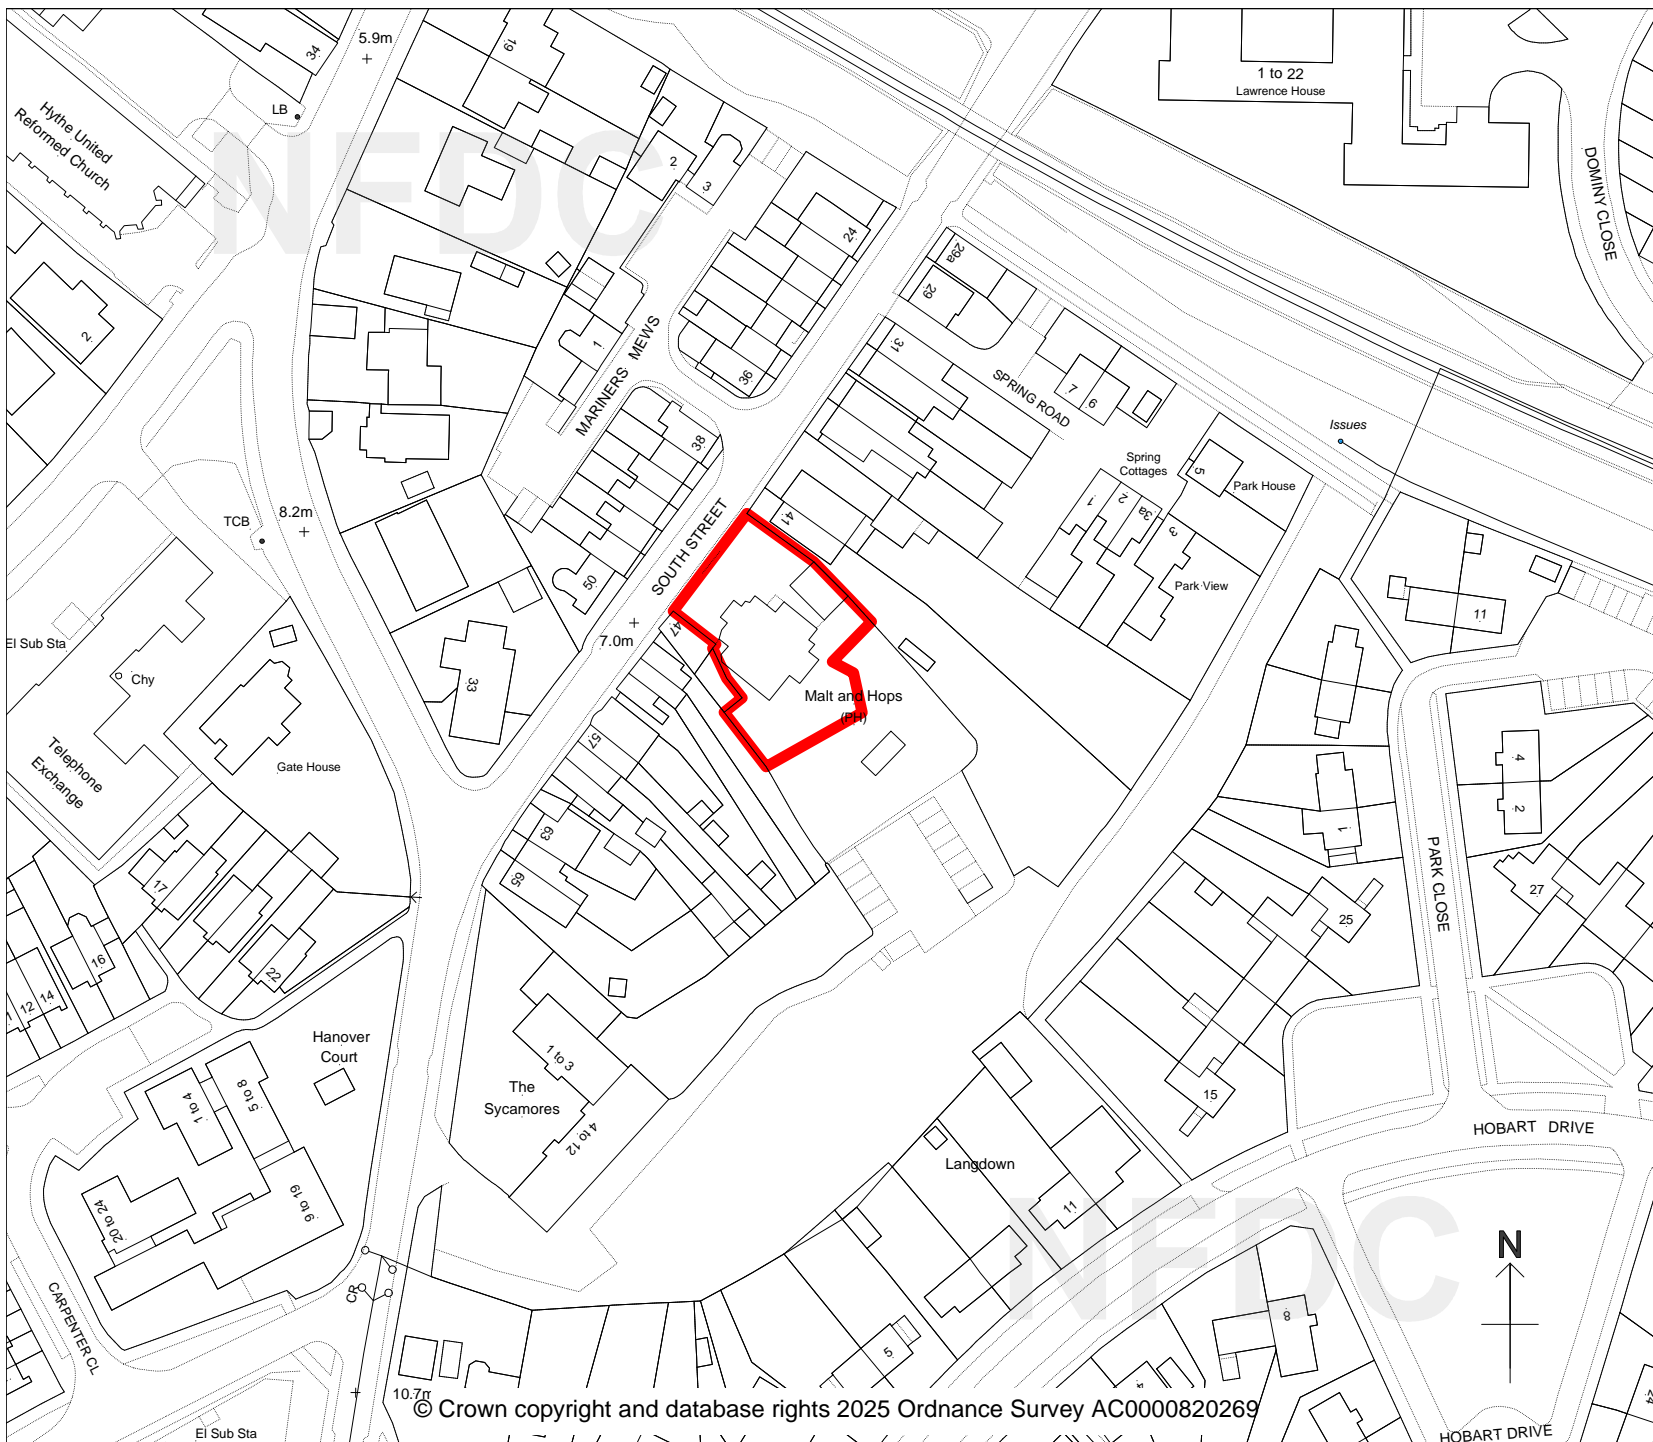 5.9m
34
19
LB
Hythe United
Reformed Church
NFDC
1 to 22
Lawrence House
DOMINY CLOSE
2
3
24
29a
29
2
1
MARINERS MEWS
36
31
SPRING ROAD
7
6
38
Issues
Spring
Cottages
5
Park House
1
2
3a
3
Park View
TCB
8.2m
SOUTH STREET
41
50
47
7.0m
11
El Sub Sta
Chy
33
Malt and Hops
(PH)
57
Telephone
Exchange
Gate House
4
2
1
63
65
PARK CLOSE
27
17
25
16
22
12
14
Hanover
Court
1 to 3
The
Sycamores
4 to 12
1 to 4
5 to 8
15
HOBART DRIVE
Langdown
11
9 to 19
20 to 24
NFDC
N
CARPENTER CL
CR
8
5
10.7m
© Crown copyright and database rights 2025 Ordnance Survey AC0000820269
El Sub Sta
24
HOBART DRIVE